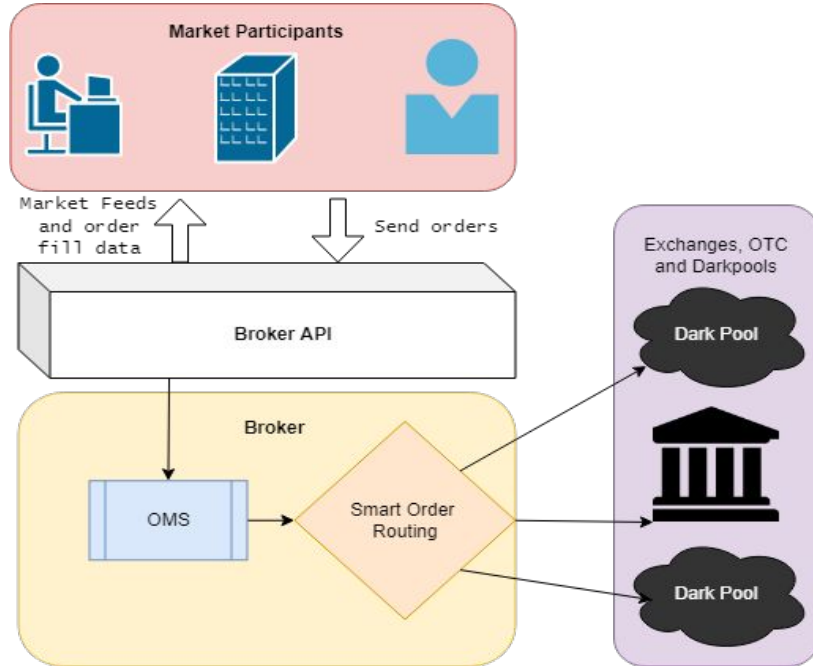 Market Participants
Market Feeds
and order
fill data
Send orders
Broker API
Broker
OMS
Smart Order
Routing
Exchanges, OTC
and Darkpools
Dark Pool
Dark Pool